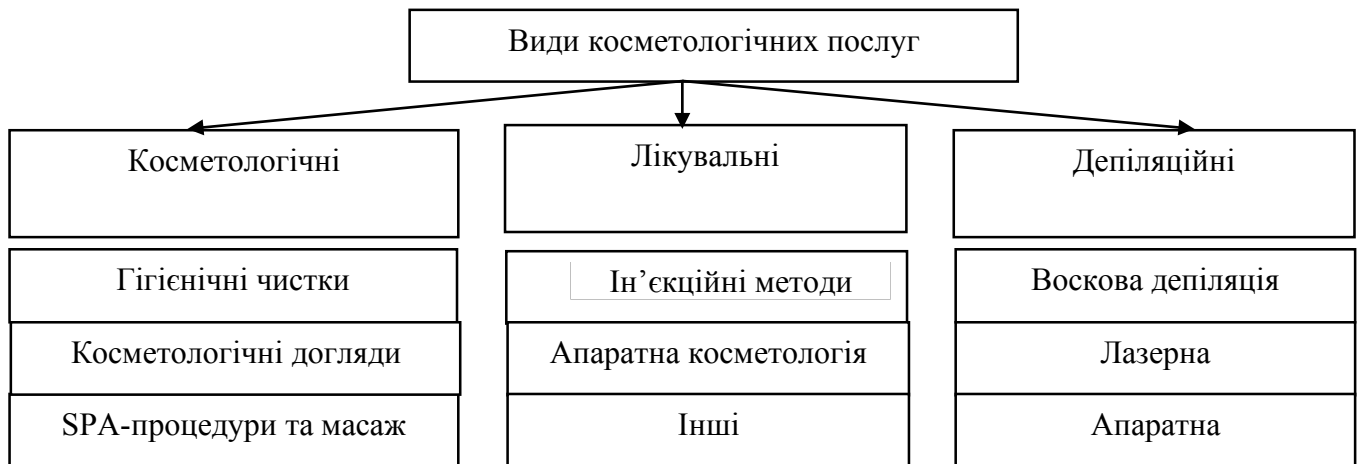 Види косметологічних послуг
Косметологічні
Лікувальні
Депіляційні
Гігієнічні чистки
Ін’єкційні методи
Воскова депіляція
Косметологічні догляди
Апаратна косметологія
Лазерна
SPA-процедури та масаж
Інші
Апаратна